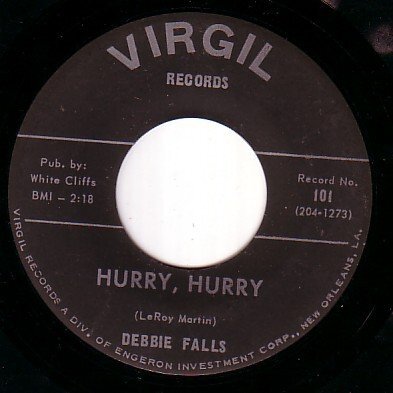 VIRGIL
RECORDS
Pub. by:
White Cliffs
BMI - 2:18
Record No.
101
(204-1273)
HURRY, HURRY
(LeRoy Martin)
DEBBIE FALLS
VIRGIL RECORDS A DIV. OF ENGERON INVESTMENT CORP., NEW ORLEANS, LA.